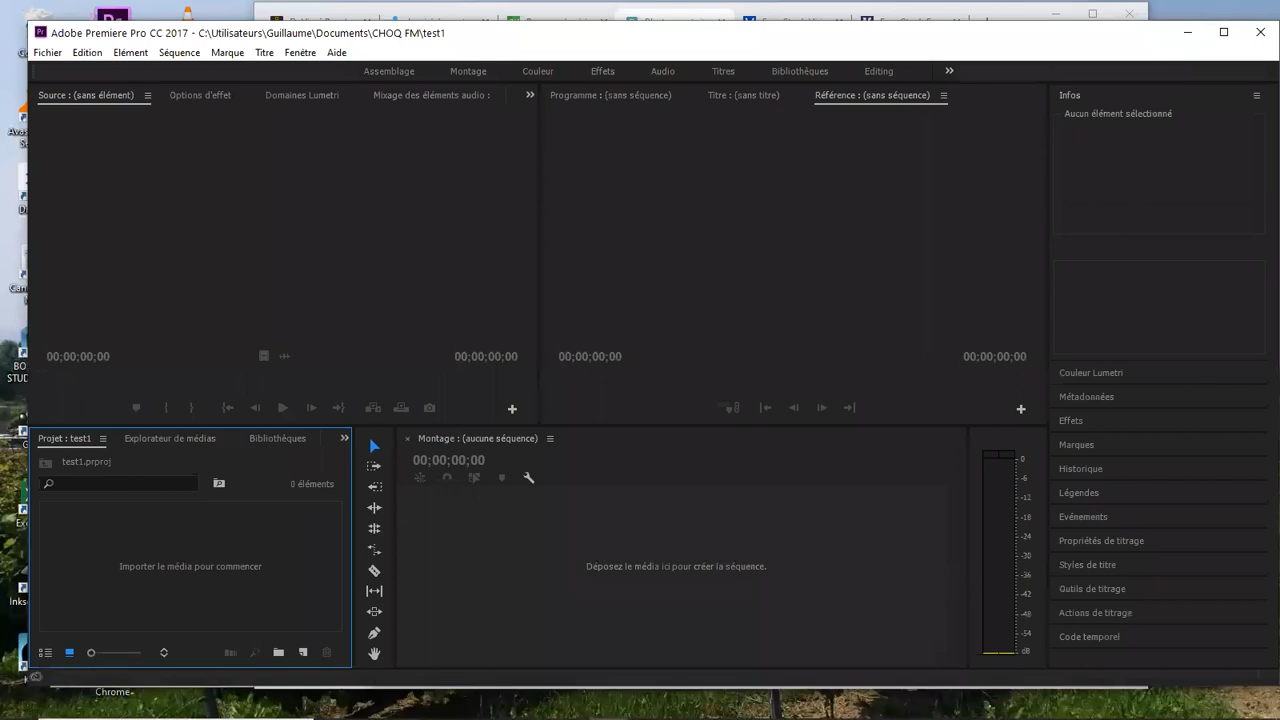 Adobe Premiere Pro CC 2017 - C:\Utilisateurs\Guillaume\Documents\CHOQ FM\test1
Fichier Edition Elément Séquence Marque Titre Fenêtre Aide
Assemblage Montage Couleur Effets Audio Titres Bibliothèques Editing
Source : (sans élément) Options d'effet Domaines Lumetri Mixage des éléments audio :
Programme : (sans séquence) Titre : (sans titre) Référence : (sans séquence)
Infos
Aucun élément sélectionné
00;00;00;00 00;00;00;00 00;00;00;00 00;00;00;00
Couleur Lumetri
Métadonnées
Effets
Marques
Historique
Légendes
Evénements
Propriétés de titrage
Styles de titre
Outils de titrage
Actions de titrage
Code temporel
Projet : test1 Explorateur de médias Bibliothèques
test1.prproj
0 éléments
Importer le média pour commencer
× Montage : (aucune séquence)
00;00;00;00
Déposez le média ici pour créer la séquence.
0
-6
-12
-18
-24
-30
-36
-42
-48
-54
dB
Chrome